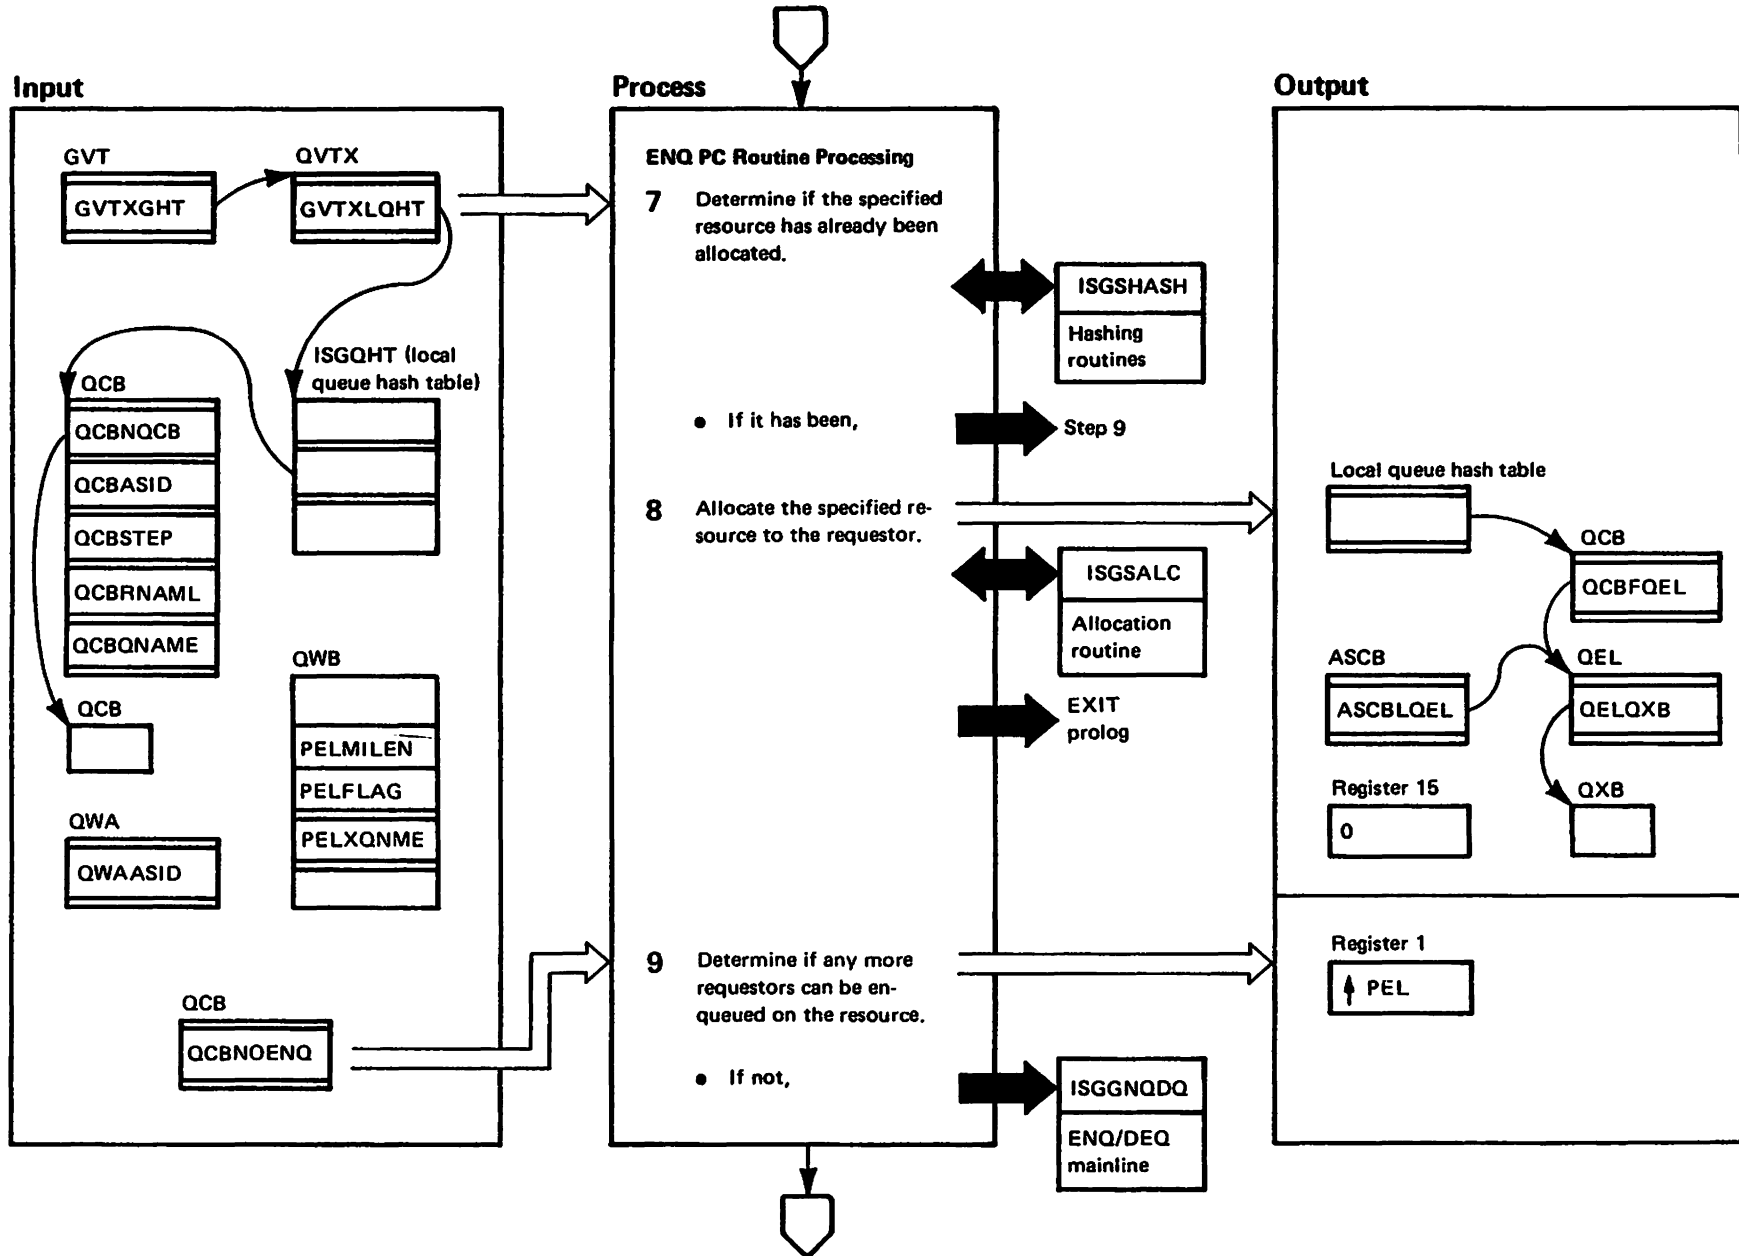 Input
GVT
GVTXGHT
QVTX
GVTXLQHT
ISGQHT (local
queue hash table)
QCB
QCBNQCB
QCBASID
QCBSTEP
QCBRNAML
QCBQNAME
QCB
QWB
PELMILEN
PELFLAG
PELXQNME
QWA
QWAASID
QCB
QCBNOENQ
Process
ENQ PC Routine Processing
7 Determine if the specified
resource has already been
allocated.
ISGSHASH
Hashing
routines
• If it has been,
Step 9
8 Allocate the specified re-
source to the requestor.
ISGSALC
Allocation
routine
EXIT
prolog
9 Determine if any more
requestors can be en-
queued on the resource.
• If not,
ISGGNQDQ
ENQ/DEQ
mainline
Output
Local queue hash table
QCB
QCBFQEL
ASCB
ASCBLQEL
QEL
QELQXB
Register 15
0
QXB
Register 1
PEL